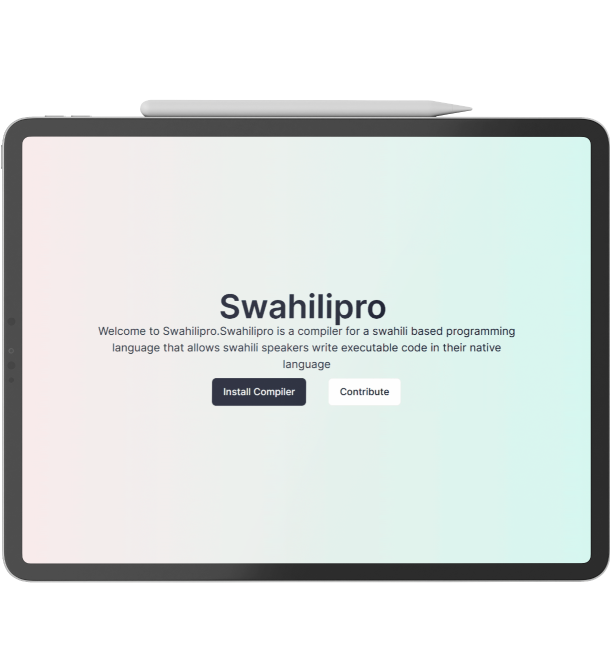 Swahilipro
Welcome to Swahilipro.Swahilipro is a compiler for a swahili based programming
language that allows swahili speakers write executable code in their native
language
Install Compiler
Contribute